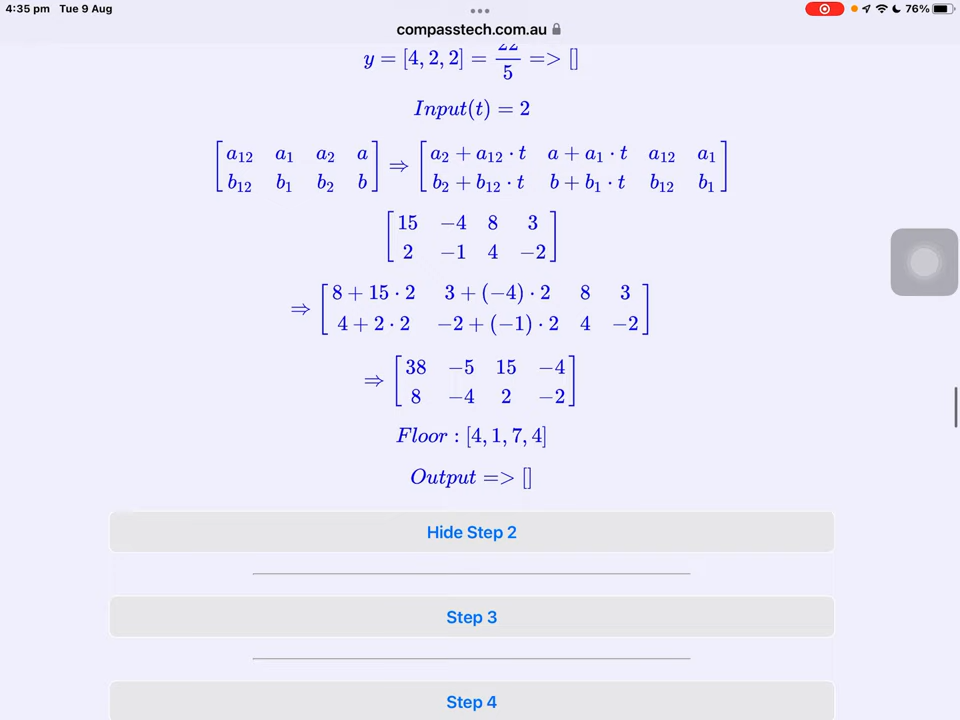 4:35 pm Tue 9 Aug 76%
compasstech.com.au
y = [4, 2, 2] = 22/5 => []
Input(t) = 2
[a₁₂ a₁ a₂ a; b₁₂ b₁ b₂ b] ⇒ [a₂ + a₁₂ · t a + a₁ · t a₁₂ a₁; b₂ + b₁₂ · t b + b₁ · t b₁₂ b₁]
[15 −4 8 3; 2 −1 4 −2]
⇒ [8 + 15 · 2 3 + (−4) · 2 8 3; 4 + 2 · 2 −2 + (−1) · 2 4 −2]
⇒ [38 −5 15 −4; 8 −4 2 −2]
Floor : [4, 1, 7, 4]
Output => []
Hide Step 2
Step 3
Step 4